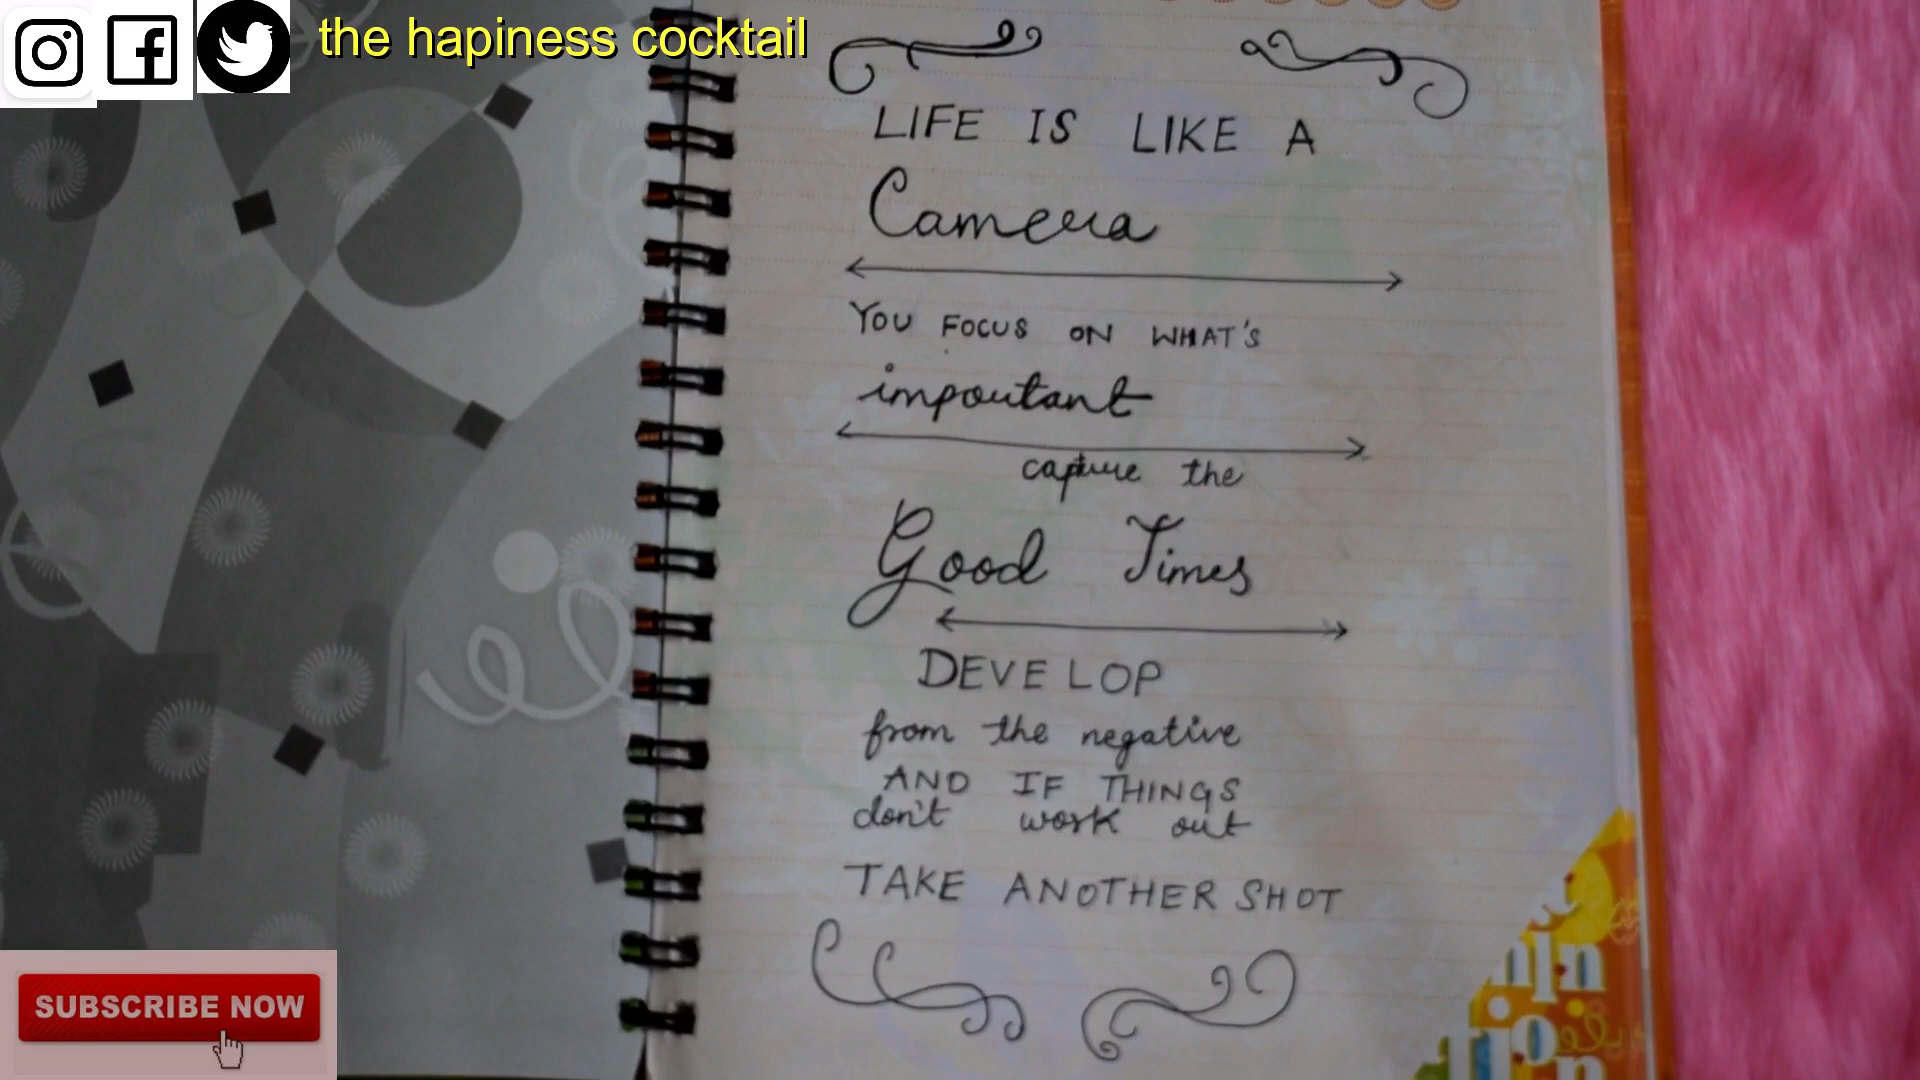 the hapiness cocktail
LIFE IS LIKE A
Camera
YOU FOCUS ON WHAT'S
important
capture the
Good Times
DEVELOP
from the negative
AND IF THINGS
don't work out
TAKE ANOTHER SHOT
SUBSCRIBE NOW